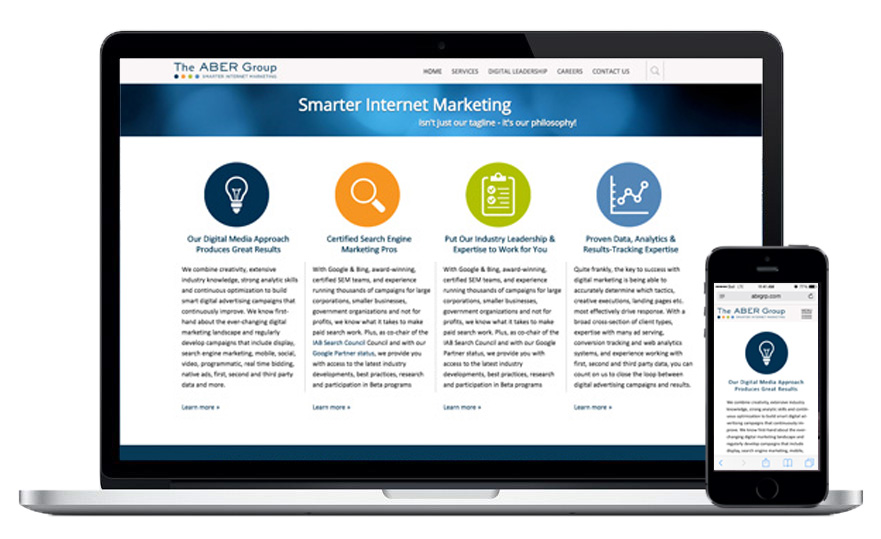 The ABER Group
SMARTER INTERNET MARKETING
HOME SERVICES DIGITAL LEADERSHIP CAREERS CONTACT US
Smarter Internet Marketing
isn't just our tagline - it's our philosophy!
Our Digital Media Approach
Produces Great Results
We combine creativity, extensive
industry knowledge, strong analytic skills
and continuous optimization to build
smart digital advertising campaigns that
continuously improve. We know first-
hand about the ever-changing digital
marketing landscape and regularly
develop campaigns that include display,
search engine marketing, mobile, social,
video, programmatic, real time bidding,
native ads, first, second and third party
data and more.
Learn more »
Certified Search Engine
Marketing Pros
With Google & Bing, award-winning,
certified SEM teams, and experience
running thousands of campaigns for large
corporations, smaller businesses,
government organizations and not for
profits, we know what it takes to make
paid search work. Plus, as co-chair of the
IAB Search Council Council and with our
Google Partner status, we provide you
with access to the latest industry
developments, best practices, research
and participation in Beta programs
Learn more »
Put Our Industry Leadership &
Expertise to Work for You
With Google & Bing, award-winning,
certified SEM teams, and experience
running thousands of campaigns for large
corporations, smaller businesses,
government organizations and not for
profits, we know what it takes to make
paid search work. Plus, as co-chair of the
IAB Search Council Council and with our
Google Partner status, we provide you
with access to the latest industry
developments, best practices, research
and participation in Beta programs
Learn more »
Proven Data, Analytics &
Results-Tracking Expertise
Quite frankly, the key to success with
digital marketing is being able to
accurately determine which tactics,
creative executions, landing pages etc.
most effectively drive response. With a
broad cross-section of client types,
expertise with many ad serving,
conversion tracking and web analytics
systems, and experience working with
first, second and third party data, you can
count on us to close the loop between
digital advertising campaigns and results.
Learn more »
abrgrp.com
The ABER Group
SMARTER INTERNET MARKETING
Our Digital Media Approach
Produces Great Results
We combine creativity, extensive industry
knowledge, strong analytic skills and contin-
uous optimization to build smart digital ad-
vertising campaigns that continuously im-
prove. We know first-hand about the ever-
changing digital marketing landscape and
regularly develop campaigns that include
display, search engine marketing, mobile,